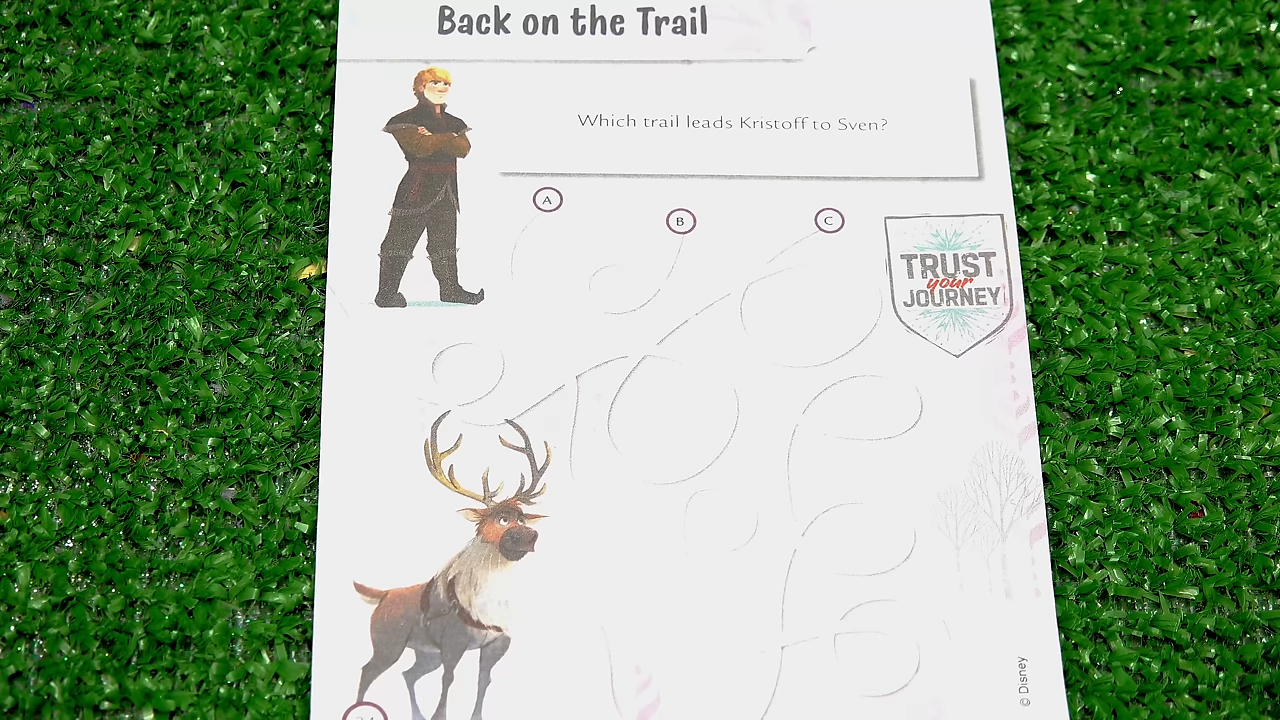 Back on the Trail
Which trail leads Kristoff to Sven?
A
B
C
TRUST
your
JOURNEY
© Disney